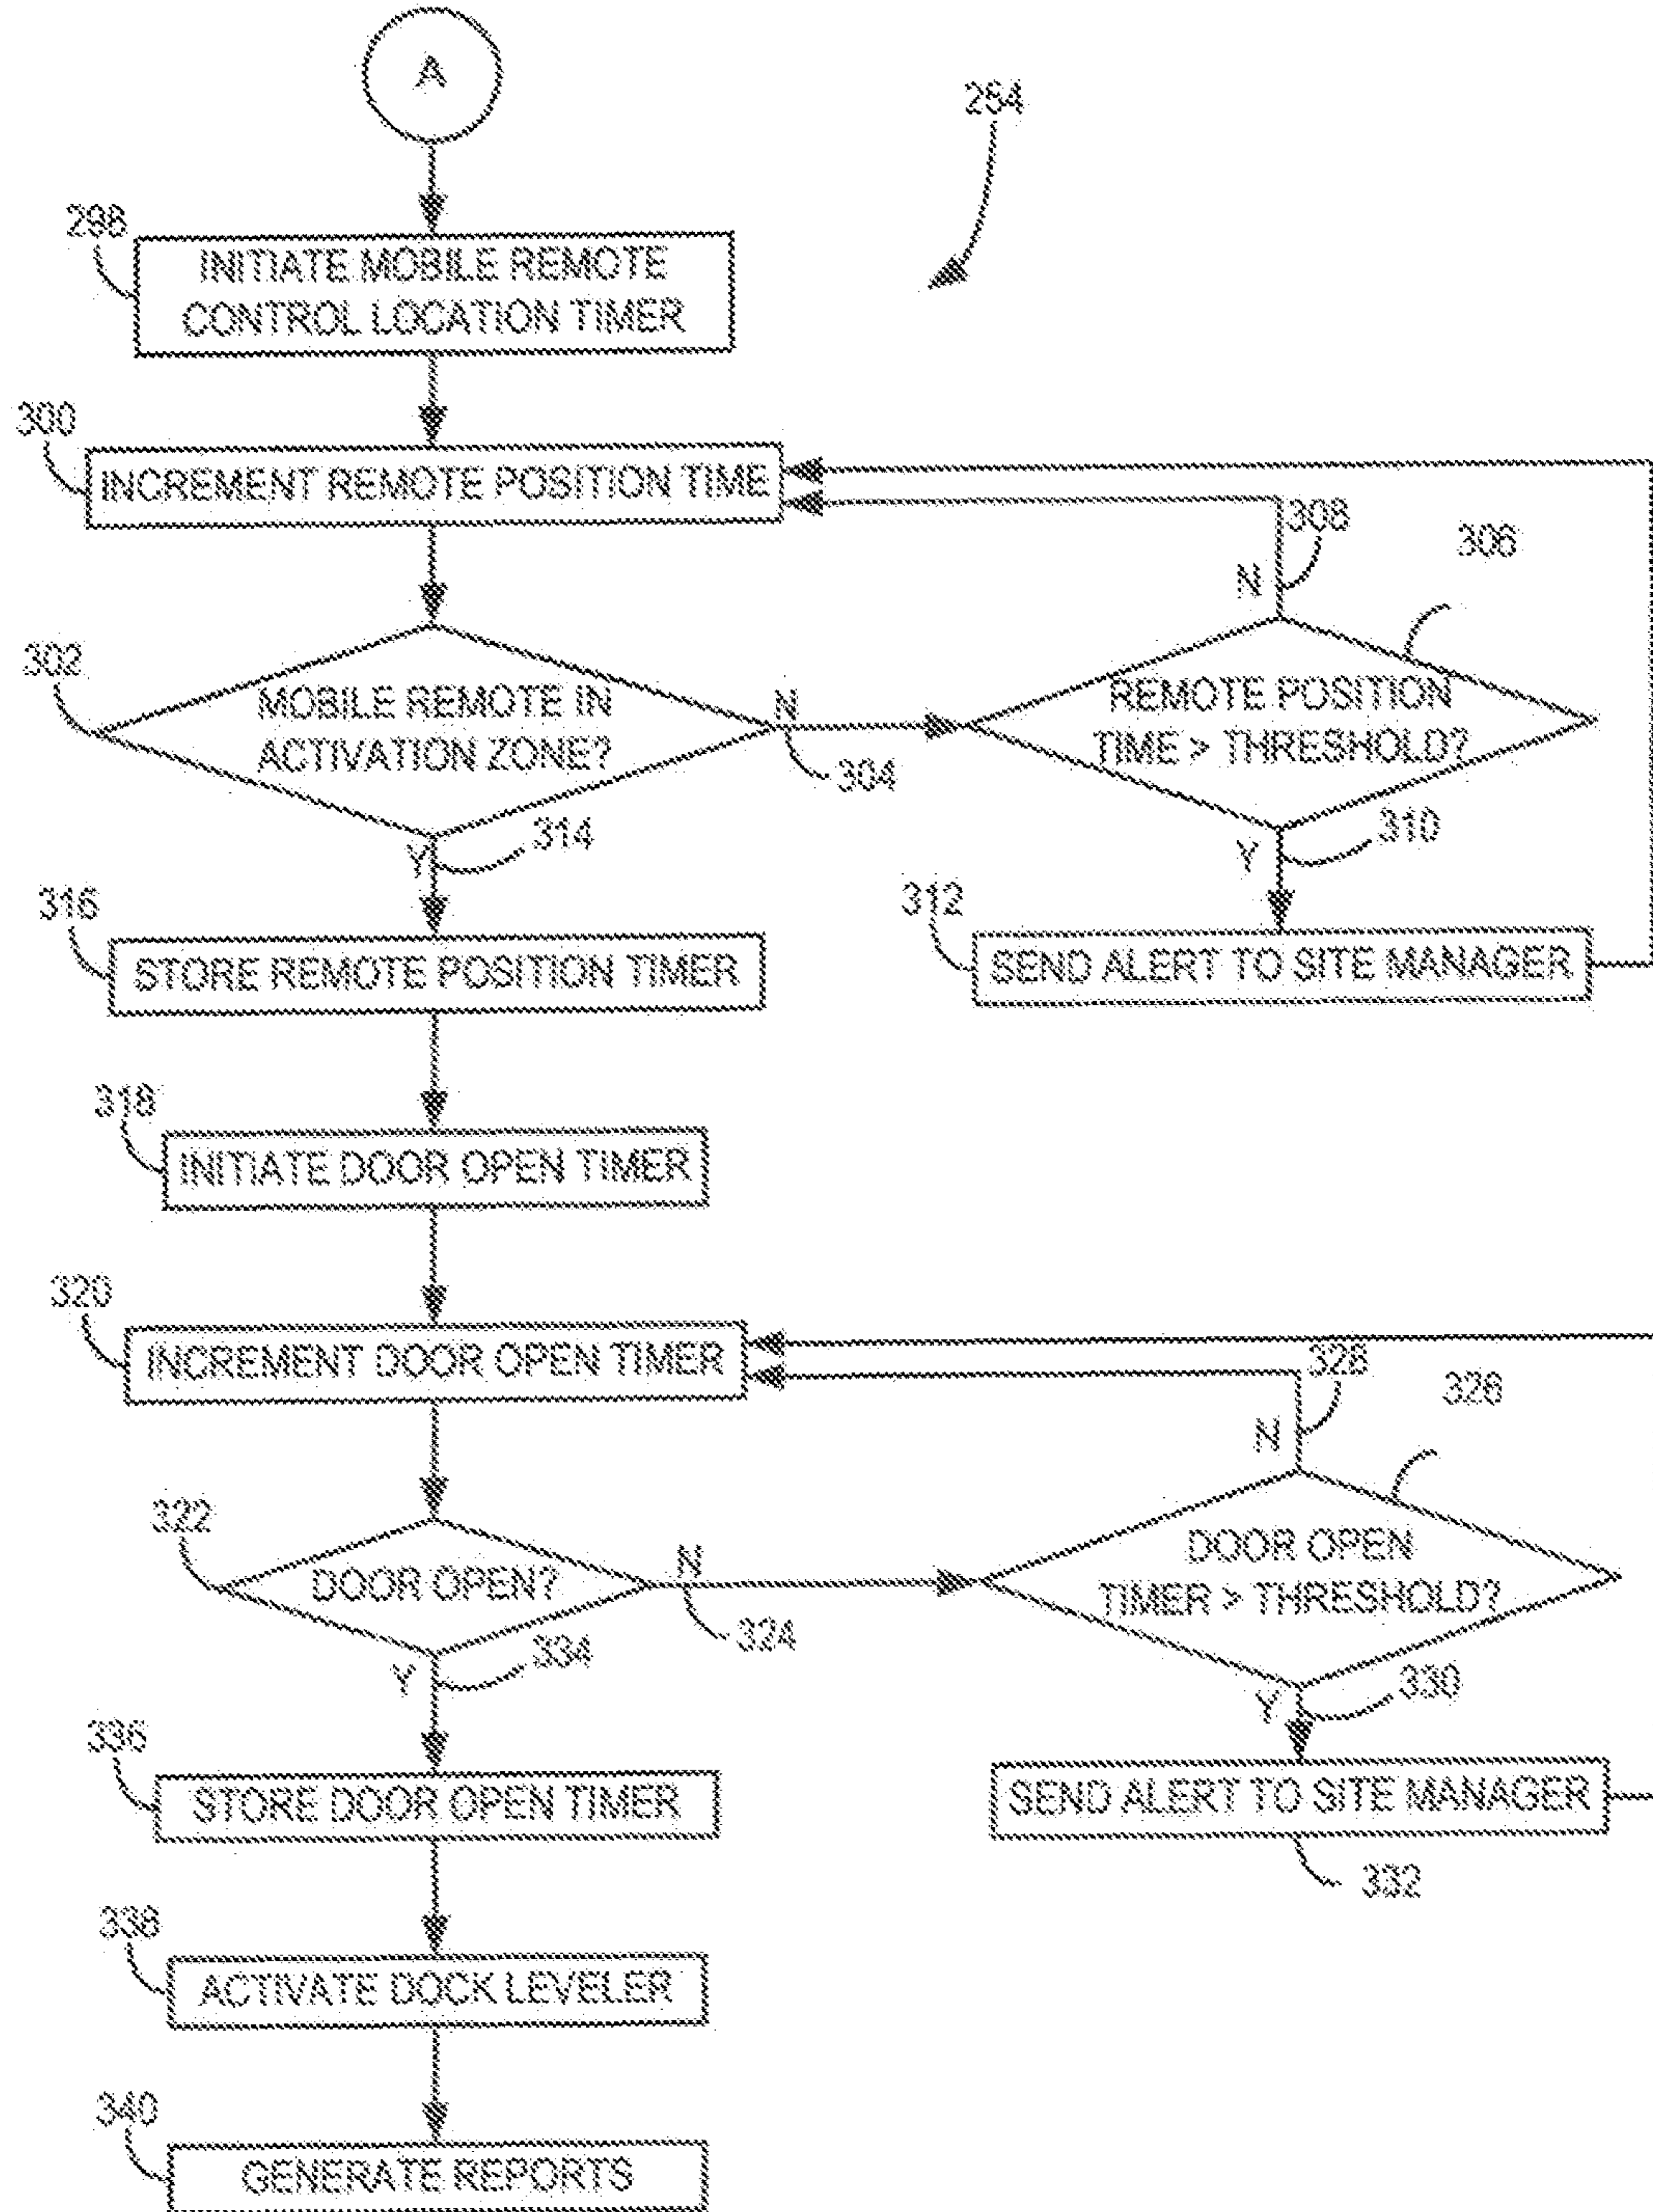 A
264
298
INITIATE MOBILE REMOTE
CONTROL LOCATION TIMER
300
INCREMENT REMOTE POSITION TIME
308
306
N
302
MOBILE REMOTE IN
ACTIVATION ZONE?
N
304
REMOTE POSITION
TIME > THRESHOLD?
Y
314
Y
310
316
STORE REMOTE POSITION TIMER
312
SEND ALERT TO SITE MANAGER
318
INITIATE DOOR OPEN TIMER
320
INCREMENT DOOR OPEN TIMER
328
326
N
322
DOOR OPEN?
N
324
DOOR OPEN
TIMER > THRESHOLD?
Y
334
Y
330
336
STORE DOOR OPEN TIMER
SEND ALERT TO SITE MANAGER
332
338
ACTIVATE DOCK LEVELER
340
GENERATE REPORTS